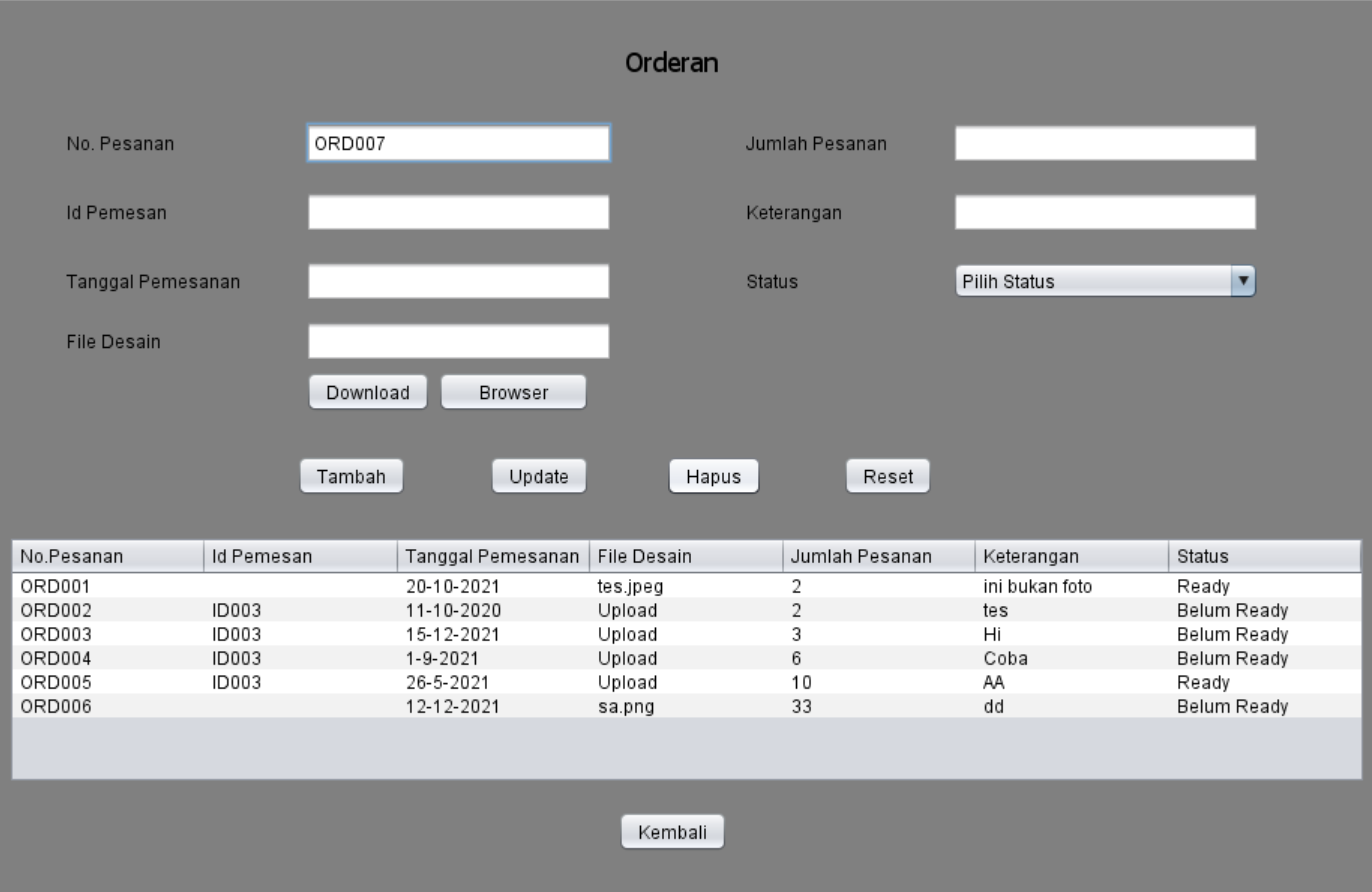 Orderan
No. Pesanan ORD007 Jumlah Pesanan
Id Pemesan Keterangan
Tanggal Pemesanan Status Pilih Status
File Desain
Download Browser
Tambah Update Hapus Reset
No.Pesanan Id Pemesan Tanggal Pemesanan File Desain Jumlah Pesanan Keterangan Status
ORD001 20-10-2021 tes.jpeg 2 ini bukan foto Ready
ORD002 ID003 11-10-2020 Upload 2 tes Belum Ready
ORD003 ID003 15-12-2021 Upload 3 Hi Belum Ready
ORD004 ID003 1-9-2021 Upload 6 Coba Belum Ready
ORD005 ID003 26-5-2021 Upload 10 AA Ready
ORD006 12-12-2021 sa.png 33 dd Belum Ready
Kembali